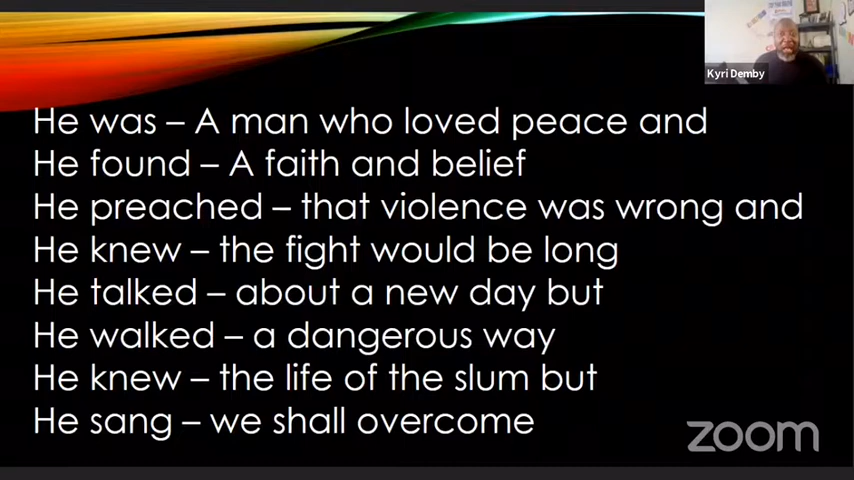 Kyri Demby
He was – A man who loved peace and
He found – A faith and belief
He preached – that violence was wrong and
He knew – the fight would be long
He talked – about a new day but
He walked – a dangerous way
He knew – the life of the slum but
He sang – we shall overcome
zoom